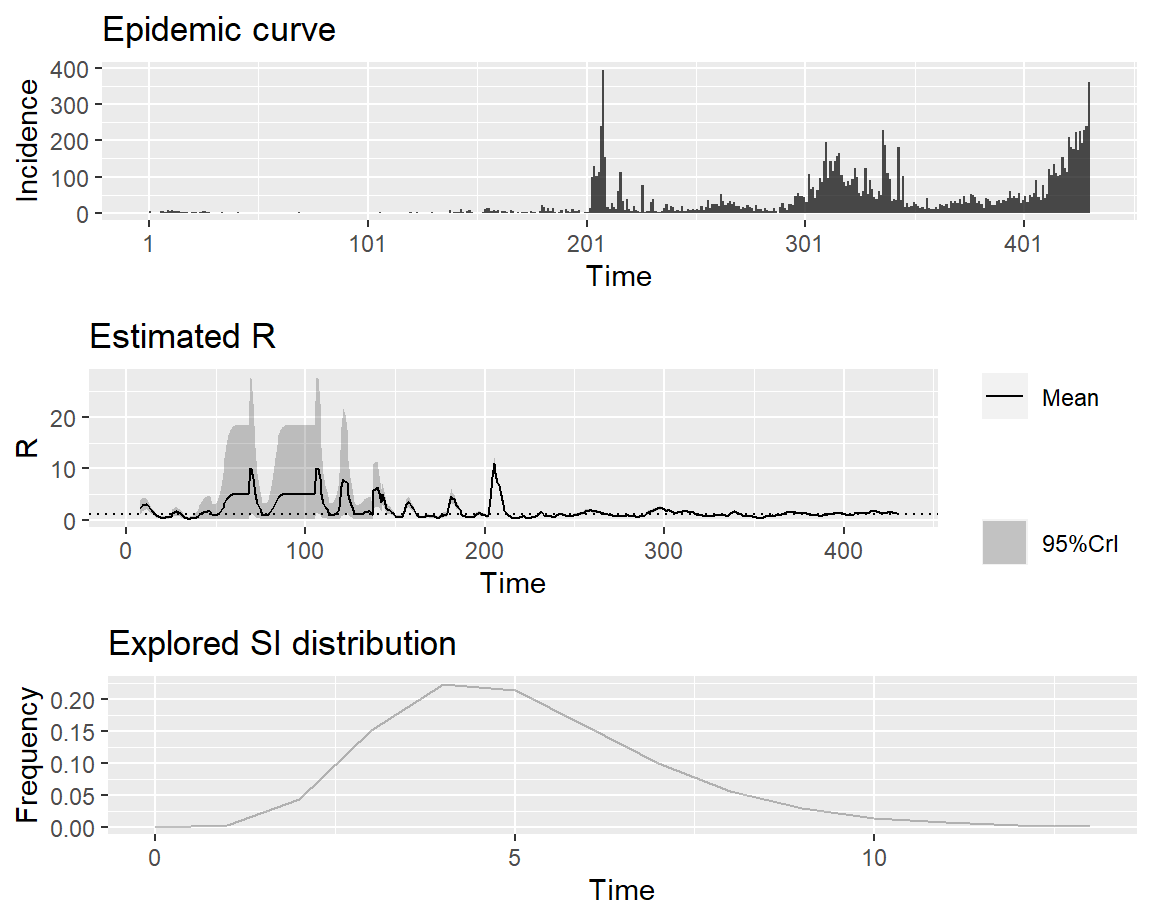 Epidemic curve
Incidence
400
300
200
100
0
1 101 201 301 401
Time
Estimated R
R
20
10
0
0 100 200 300 400
Time
Mean
95%CrI
Explored SI distribution
Frequency
0.20
0.15
0.10
0.05
0.00
0 5 10
Time